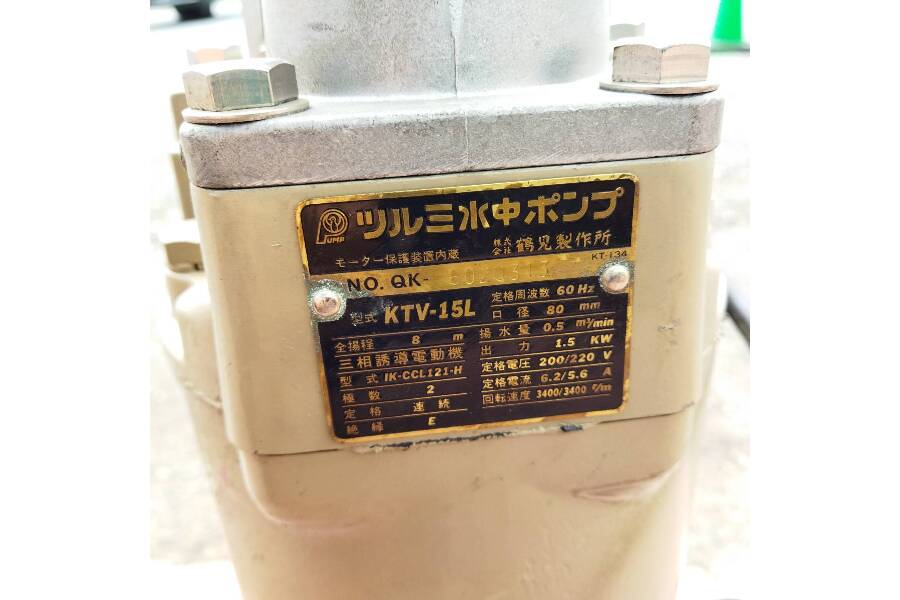 PUMP ツルミ水中ポンプ
モーター保護装置内蔵 株式会社 鶴見製作所
KT-134
NO. QK-
型式 KTV-15L
全揚程 8 m
三相誘導電動機
型式 IK-CCL121-H
極数 2
定格 連続
絶縁 E
定格周波数 60 Hz
口径 80 mm
揚水量 0.5 m³/min
出力 1.5 KW
定格電圧 200/220 V
定格電流 6.2/5.6 A
回転速度 3400/3400 r/m